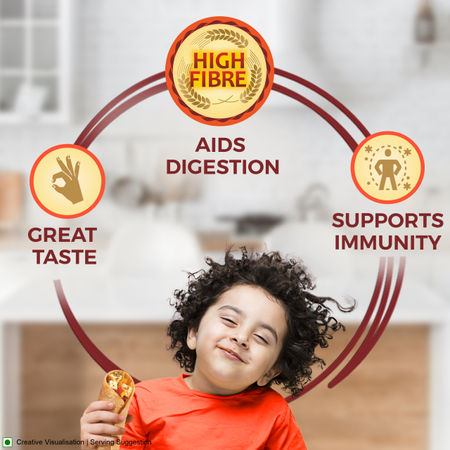 HIGH
FIBRE
AIDS
DIGESTION
GREAT
TASTE
SUPPORTS
IMMUNITY
Creative Visualisation | Serving Suggestion